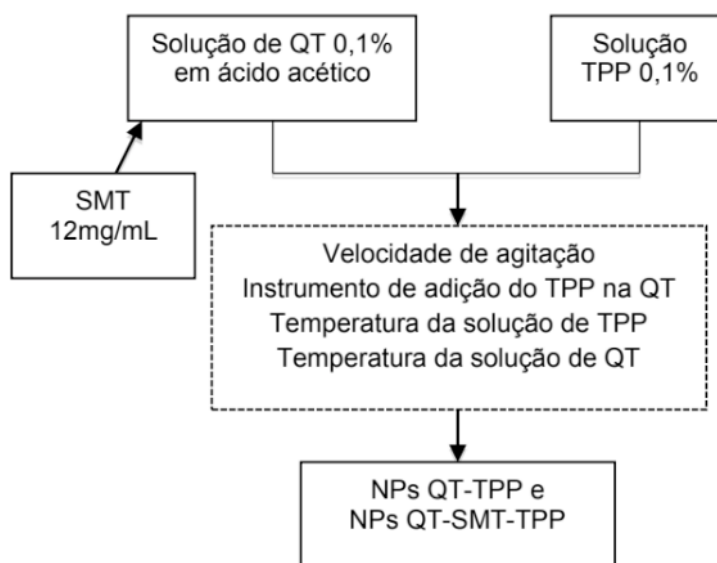 Solução de QT 0,1%
em ácido acético
Solução
TPP 0,1%
SMT
12mg/mL
Velocidade de agitação
Instrumento de adição do TPP na QT
Temperatura da solução de TPP
Temperatura da solução de QT
NPs QT-TPP e
NPs QT-SMT-TPP